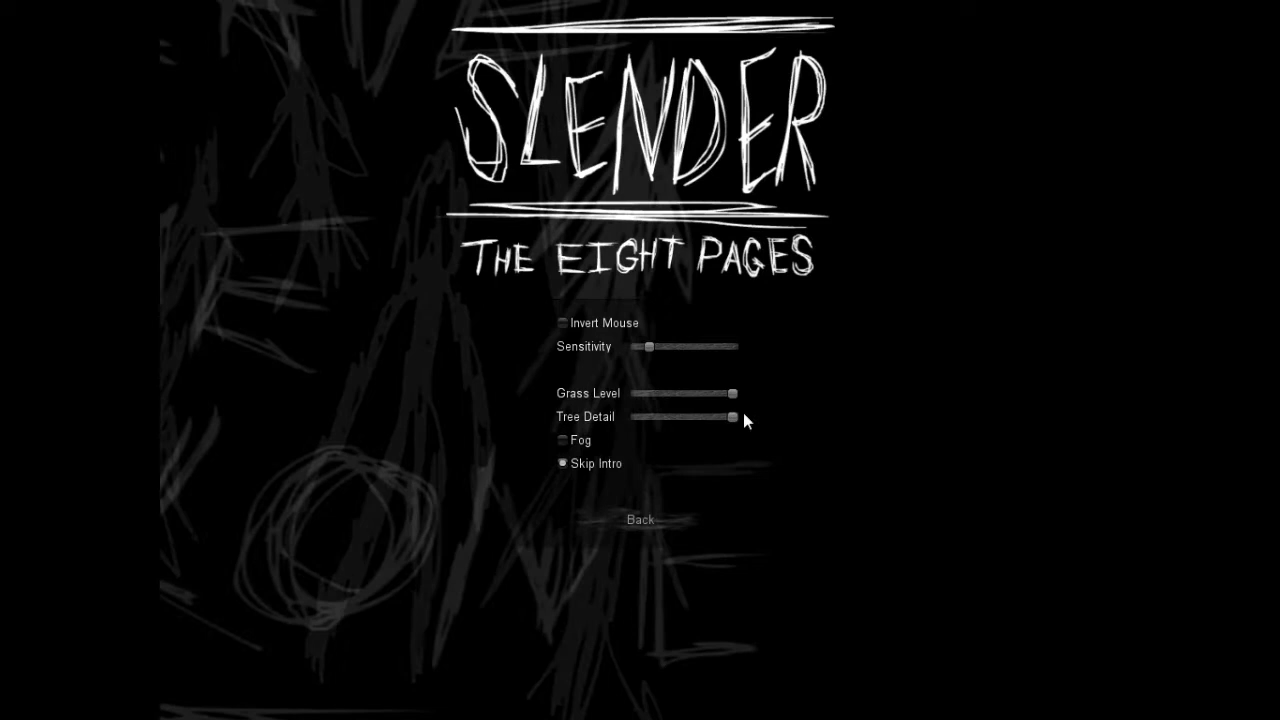 SLENDER
THE EIGHT PAGES
Invert Mouse
Sensitivity
Grass Level
Tree Detail
Fog
Skip Intro
Back